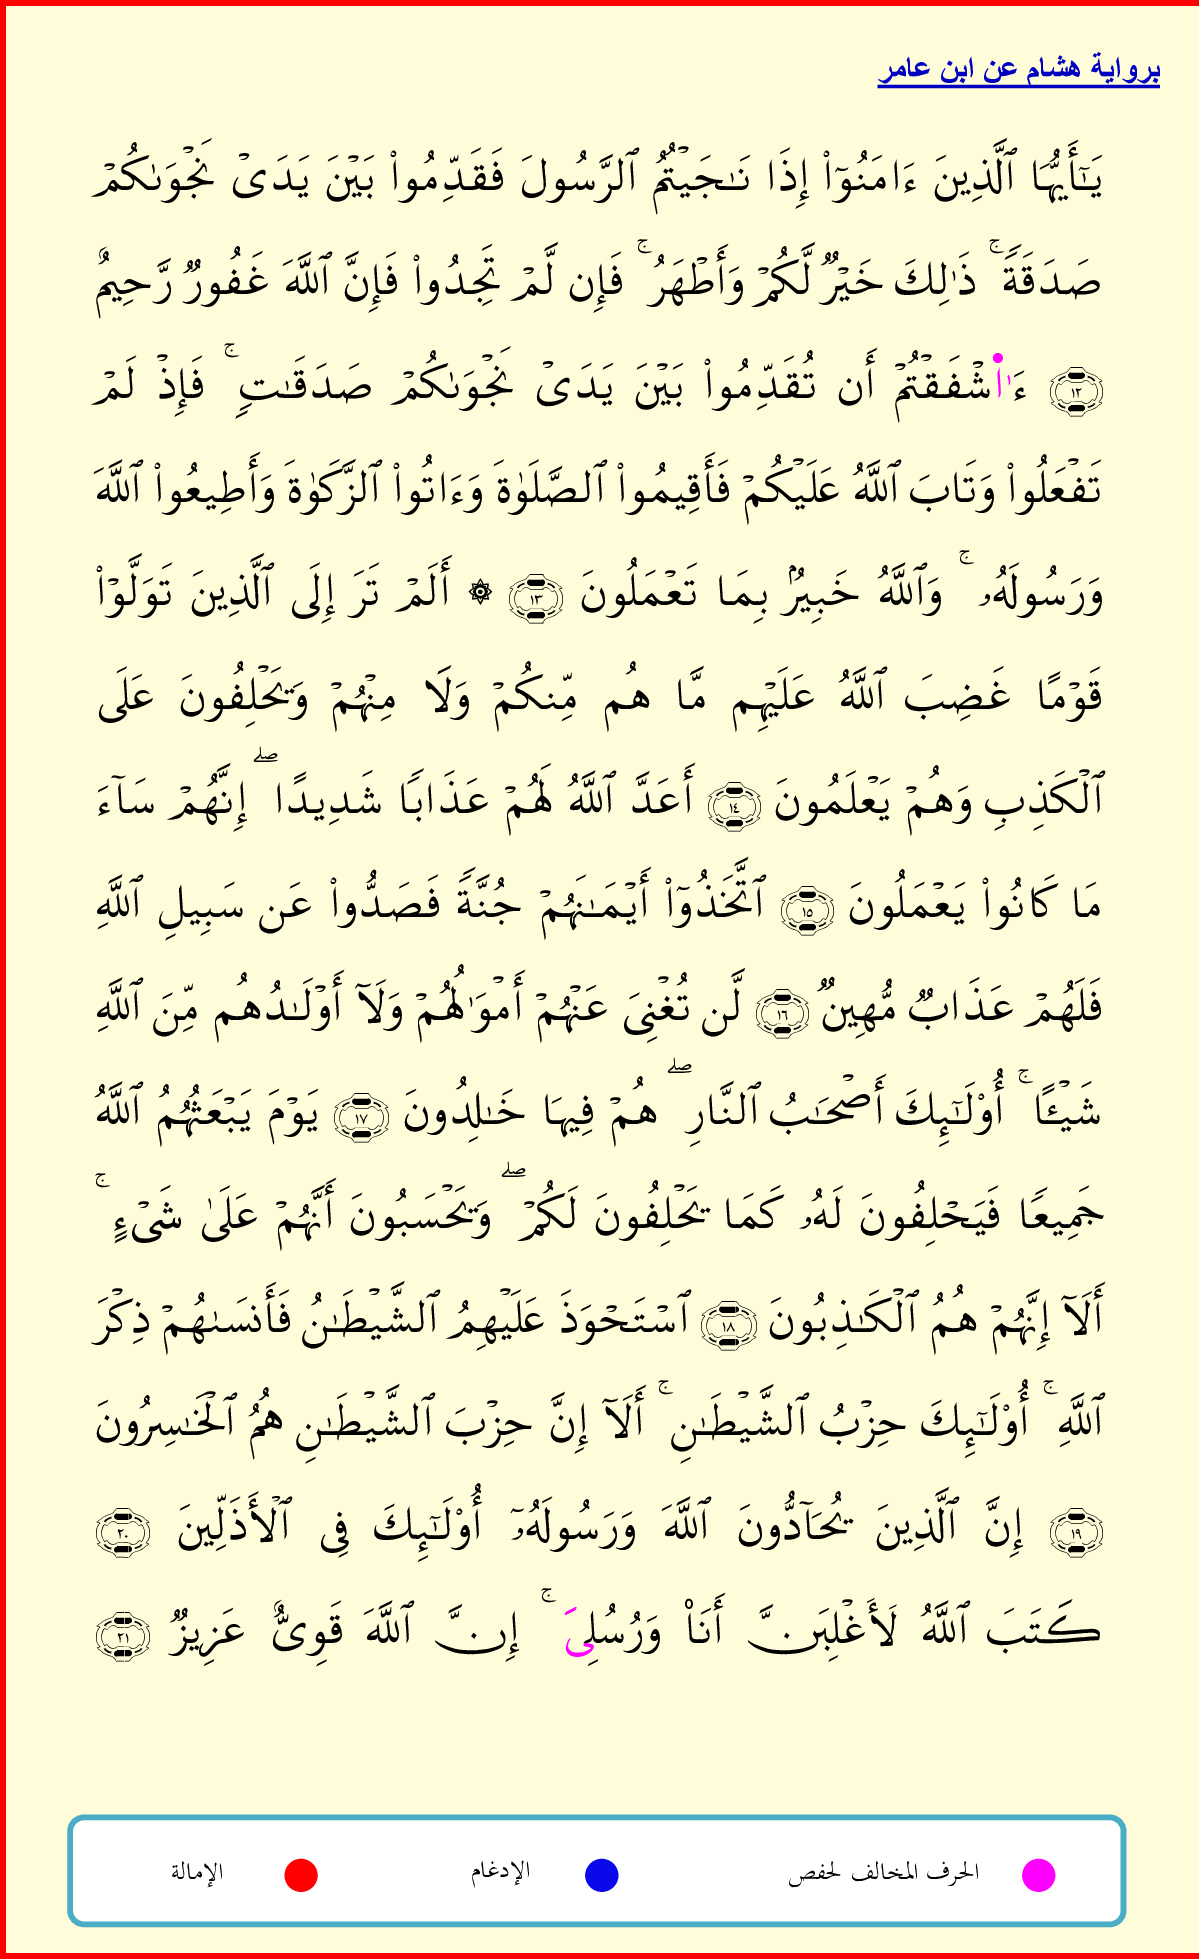 برواية هشام عن ابن عامر
يَـٰٓأَيُّهَا ٱلَّذِينَ ءَامَنُوٓا۟ إِذَا نَـٰجَيْتُمُ ٱلرَّسُولَ فَقَدِّمُوا۟ بَيْنَ يَدَىْ نَجْوَىٰكُمْ
صَدَقَةً ۚ ذَٰلِكَ خَيْرٌ لَّكُمْ وَأَطْهَرُ ۚ فَإِن لَّمْ تَجِدُوا۟ فَإِنَّ ٱللَّهَ غَفُورٌ رَّحِيمٌ
١٢ ءَا۬شْفَقْتُمْ أَن تُقَدِّمُوا۟ بَيْنَ يَدَىْ نَجْوَىٰكُمْ صَدَقَـٰتٍ ۚ فَإِذْ لَمْ
تَفْعَلُوا۟ وَتَابَ ٱللَّهُ عَلَيْكُمْ فَأَقِيمُوا۟ ٱلصَّلَوٰةَ وَءَاتُوا۟ ٱلزَّكَوٰةَ وَأَطِيعُوا۟ ٱللَّهَ
وَرَسُولَهُۥ ۚ وَٱللَّهُ خَبِيرٌۢ بِمَا تَعْمَلُونَ ١٣ ۞ أَلَمْ تَرَ إِلَى ٱلَّذِينَ تَوَلَّوْا۟
قَوْمًا غَضِبَ ٱللَّهُ عَلَيْهِم مَّا هُم مِّنكُمْ وَلَا مِنْهُمْ وَيَحْلِفُونَ عَلَى
ٱلْكَذِبِ وَهُمْ يَعْلَمُونَ ١٤ أَعَدَّ ٱللَّهُ لَهُمْ عَذَابًا شَدِيدًا ۖ إِنَّهُمْ سَآءَ
مَا كَانُوا۟ يَعْمَلُونَ ١٥ ٱتَّخَذُوٓا۟ أَيْمَـٰنَهُمْ جُنَّةً فَصَدُّوا۟ عَن سَبِيلِ ٱللَّهِ
فَلَهُمْ عَذَابٌ مُّهِينٌ ١٦ لَّن تُغْنِىَ عَنْهُمْ أَمْوَٰلُهُمْ وَلَآ أَوْلَـٰدُهُم مِّنَ ٱللَّهِ
شَيْـًٔا ۚ أُو۟لَـٰٓئِكَ أَصْحَـٰبُ ٱلنَّارِ ۖ هُمْ فِيهَا خَـٰلِدُونَ ١٧ يَوْمَ يَبْعَثُهُمُ ٱللَّهُ
جَمِيعًا فَيَحْلِفُونَ لَهُۥ كَمَا يَحْلِفُونَ لَكُمْ ۖ وَيَحْسَبُونَ أَنَّهُمْ عَلَىٰ شَىْءٍ ۚ
أَلَآ إِنَّهُمْ هُمُ ٱلْكَـٰذِبُونَ ١٨ ٱسْتَحْوَذَ عَلَيْهِمُ ٱلشَّيْطَـٰنُ فَأَنسَىٰهُمْ ذِكْرَ
ٱللَّهِ ۚ أُو۟لَـٰٓئِكَ حِزْبُ ٱلشَّيْطَـٰنِ ۚ أَلَآ إِنَّ حِزْبَ ٱلشَّيْطَـٰنِ هُمُ ٱلْخَـٰسِرُونَ
١٩ إِنَّ ٱلَّذِينَ يُحَآدُّونَ ٱللَّهَ وَرَسُولَهُۥٓ أُو۟لَـٰٓئِكَ فِى ٱلْأَذَلِّينَ ٢٠
كَتَبَ ٱللَّهُ لَأَغْلِبَنَّ أَنَا۠ وَرُسُلِىَ ۚ إِنَّ ٱللَّهَ قَوِىٌّ عَزِيزٌ ٢١
الحرف المخالف لحفص الإدغام الإمالة